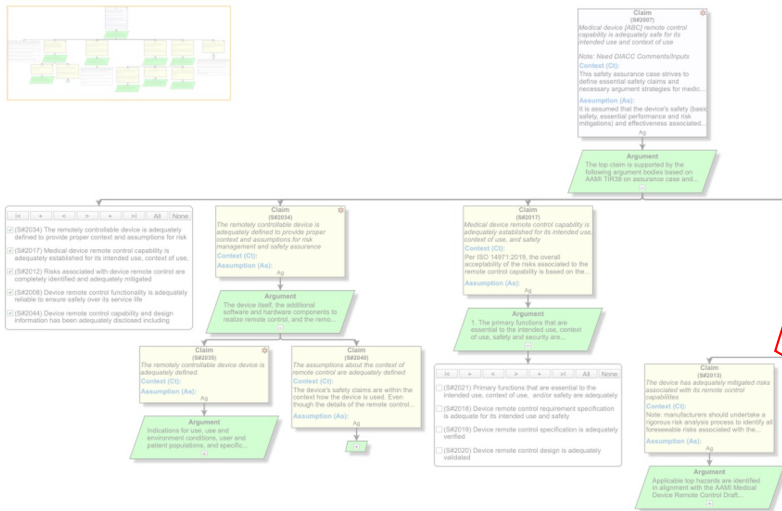 Claim
(S#2007)
Medical device [ABC] remote control
capability is adequately safe for its
intended use and context of use
Note: Need DIACC Comments/Inputs
Context (Ct):
This safety assurance case strives to
define essential safety claims and
necessary argument strategies for medic...
Assumption (As):
It is assumed that the device's safety (basic
safety, essential performance and risk
mitigations) and effectiveness associated...
Ag
Argument
The top claim is supported by the
following argument bodies based on
AAMI TIR38 on assurance case and...
|< + < > + >| All None
(S#2034) The remotely controllable device is adequately
defined to provide proper context and assumptions for risk
(S#2017) Medical device remote control capability is
adequately established for its intended use, context of use,
(S#2012) Risks associated with device remote control are
completely identified and adequately mitigated
(S#2008) Device remote control functionality is adequately
reliable to ensure safety over its service life
(S#2044) Device remote control capability and design
information has been adequately disclosed including
Claim
(S#2034)
The remotely controllable device is
adequately defined to provide proper
context and assumptions for risk
management and safety assurance
Context (Ct):
Assumption (As):
Ag
Argument
The device itself, the additional
software and hardware components to
realize remote control, and the remo...
Claim
(S#2035)
The remotely controllable device device is
adequately defined
Context (Ct):
Assumption (As):
Ag
Argument
Indications for use, use and
environment conditions, user and
patient populations, and specific...
Claim
(S#2040)
The assumptions about the context of
remote control are adequately defined
Context (Ct):
The device's safety claims are within the
context how the device is used. Even
though the details of the remote control...
Assumption (As):
Ag
Claim
(S#2017)
Medical device remote control capability is
adequately established for its intended use,
context of use, and safety
Context (Ct):
Per ISO 14971:2019, the overall
acceptability of the risks associated to the
remote control capability is based on the...
Assumption (As):
Ag
Argument
1. The primary functions that are
essential to the intended use, context
of use, safety and security are...
|< + < > + >| All None
(S#2021) Primary functions that are essential to the
intended use, context of use, and/or safety are adequately
(S#2018) Device remote control requirement specification
is adequate for its intended use and safety
(S#2019) Device remote control specification is adequately
verified
(S#2020) Device remote control design is adequately
validated
Claim
(S#2013)
The device has adequately mitigated risks
associated with its remote control
capabilities
Context (Ct):
Note: manufacturers should undertake a
rigorous risk analysis process to identify all
foreseeable risks associated with the...
Assumption (As):
Ag
Argument
Applicable top hazards are identified
in alignment with the AAMI Medical
Device Remote Control Draft...